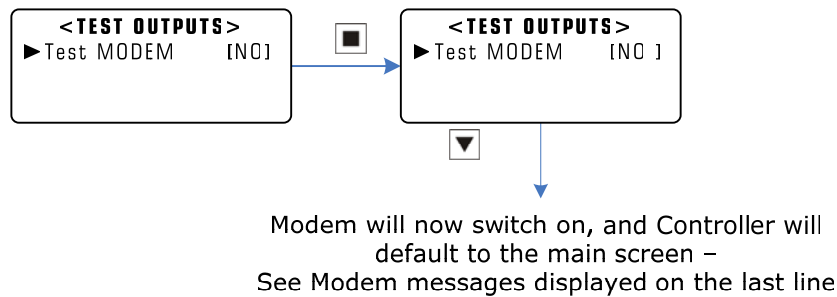 <TEST OUTPUTS>
▶Test MODEM [NO]
<TEST OUTPUTS>
▶Test MODEM [NO ]
Modem will now switch on, and Controller will
default to the main screen –
See Modem messages displayed on the last line